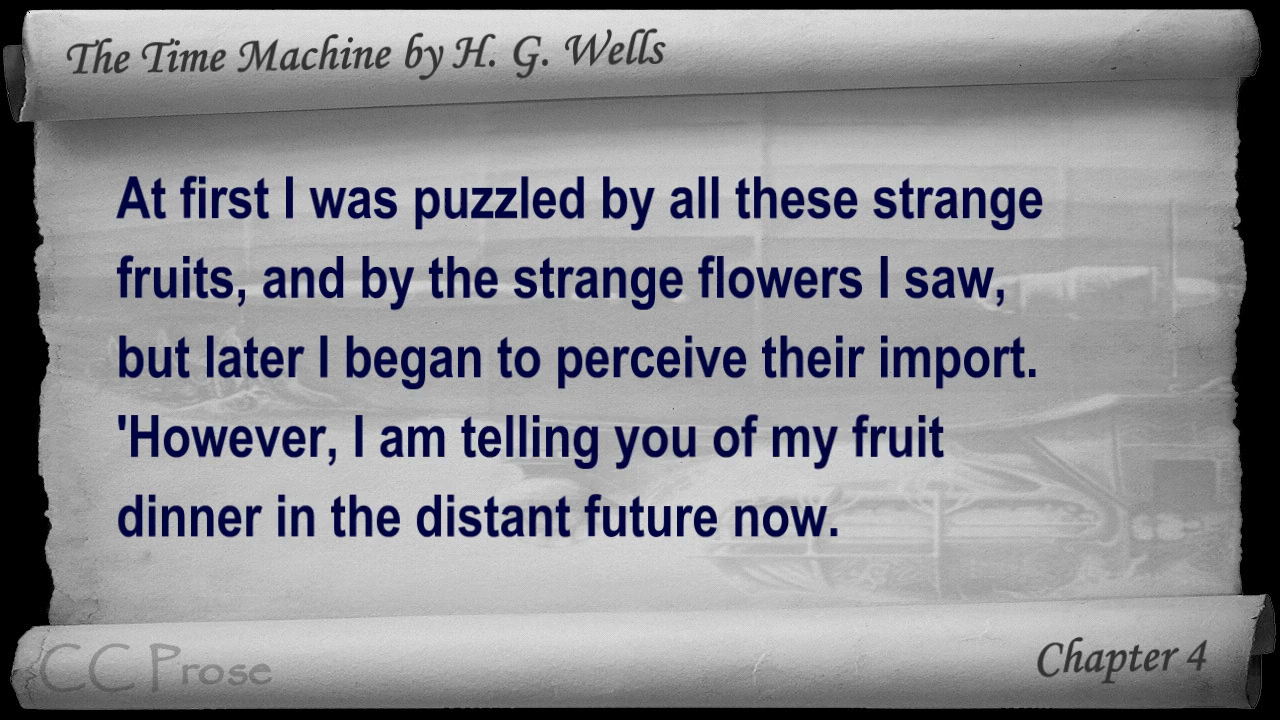 The Time Machine by H. G. Wells
At first I was puzzled by all these strange
fruits, and by the strange flowers I saw,
but later I began to perceive their import.
'However, I am telling you of my fruit
dinner in the distant future now.
CC Prose
Chapter 4